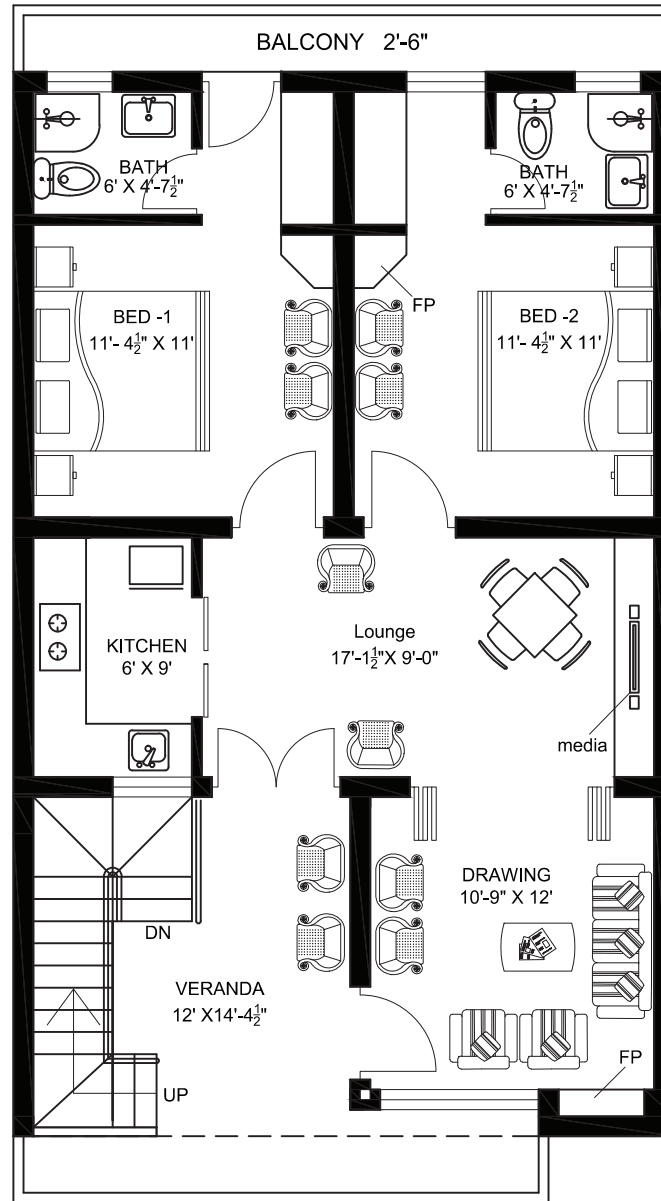 BALCONY 2'-6"
BATH
6' X 4'-7½"
BATH
6' X 4'-7½"
FP
BED -1
11'- 4½" X 11'
BED -2
11'- 4½" X 11'
Lounge
17'-1½"X 9'-0"
KITCHEN
6' X 9'
media
DRAWING
10'-9" X 12'
DN
VERANDA
12' X14'-4½"
UP
FP